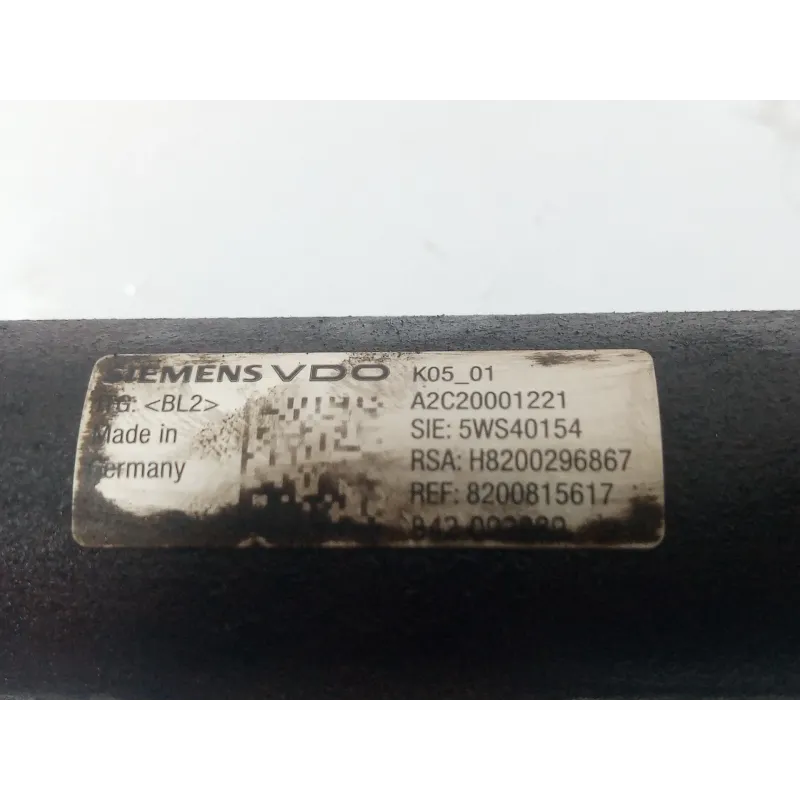 SIEMENS VDO
<BL2>
Made in
Germany
K05_01
A2C20001221
SIE: 5WS40154
RSA: H8200296867
REF: 8200815617